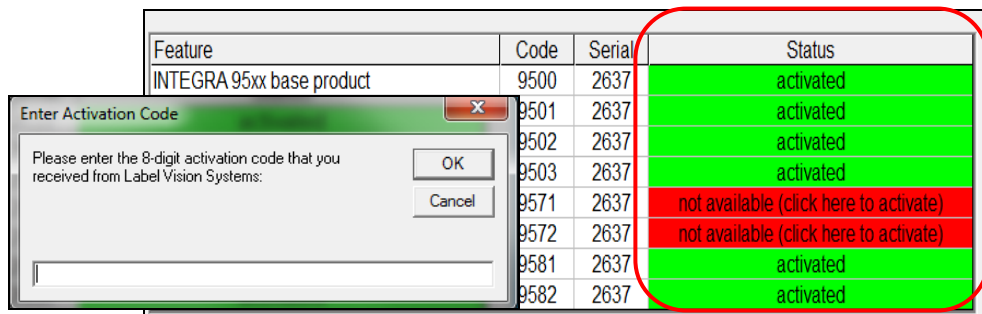 Feature Code Serial Status
INTEGRA 95xx base product 9500 2637 activated
Enter Activation Code
Please enter the 8-digit activation code that you
received from Label Vision Systems:
OK
Cancel
9501 2637 activated
9502 2637 activated
9503 2637 activated
9571 2637 not available (click here to activate)
9572 2637 not available (click here to activate)
9581 2637 activated
9582 2637 activated